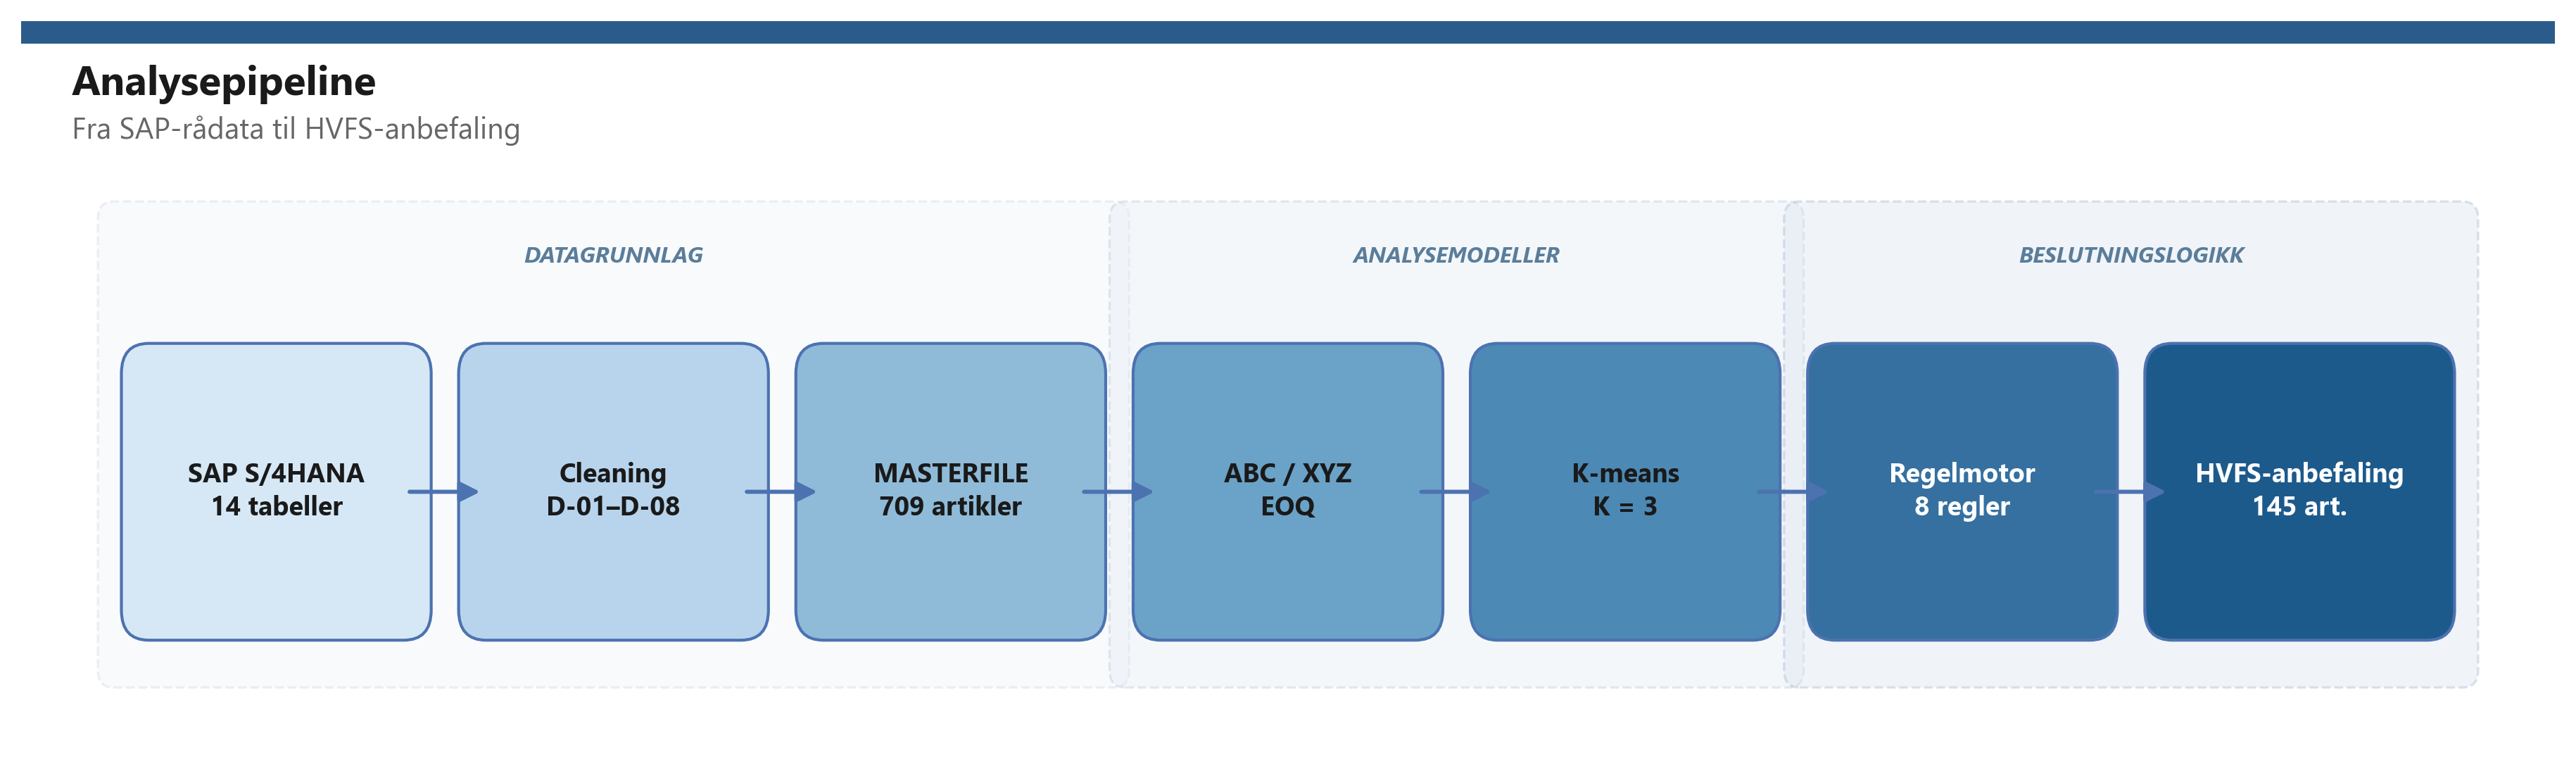 Analysepipeline
Fra SAP-rådata til HVFS-anbefaling
DATAGRUNNLAG
ANALYSEMODELLER
BESLUTNINGSLOGIKK
SAP S/4HANA
14 tabeller
Cleaning
D-01–D-08
MASTERFILE
709 artikler
ABC / XYZ
EOQ
K-means
K = 3
Regelmotor
8 regler
HVFS-anbefaling
145 art.